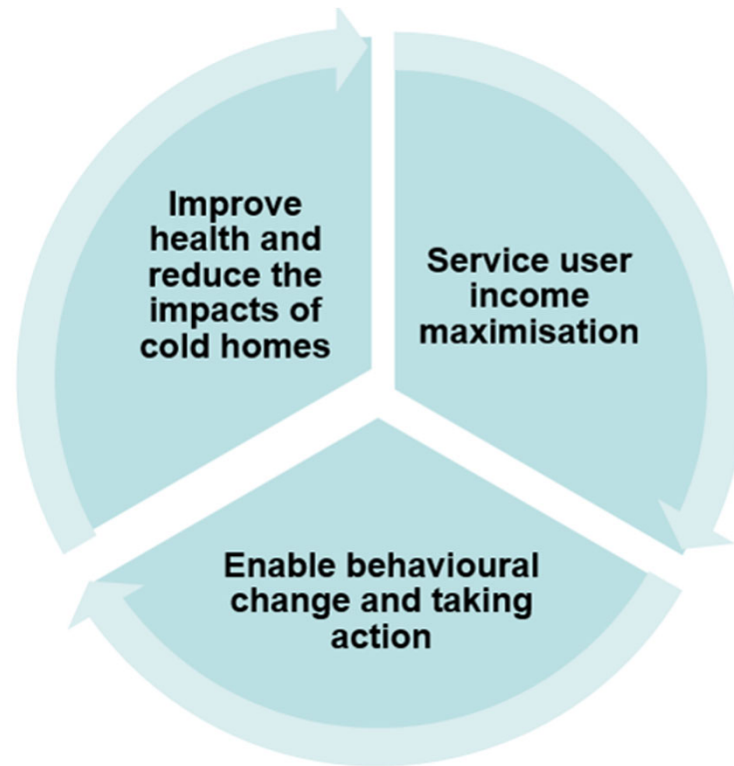 Improve
health and
reduce the
impacts of
cold homes
Service user
income
maximisation
Enable behavioural
change and taking
action